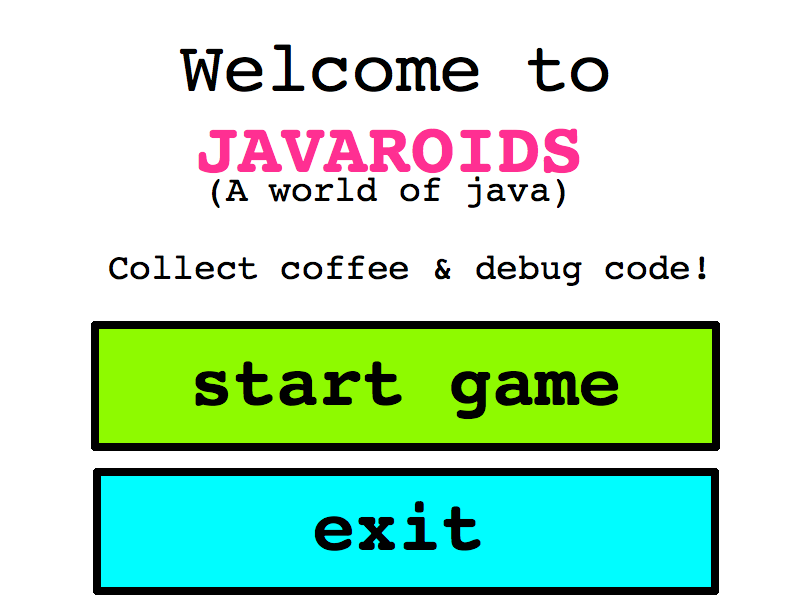 Welcome to
JAVAROIDS
(A world of java)
Collect coffee & debug code!
start game
exit